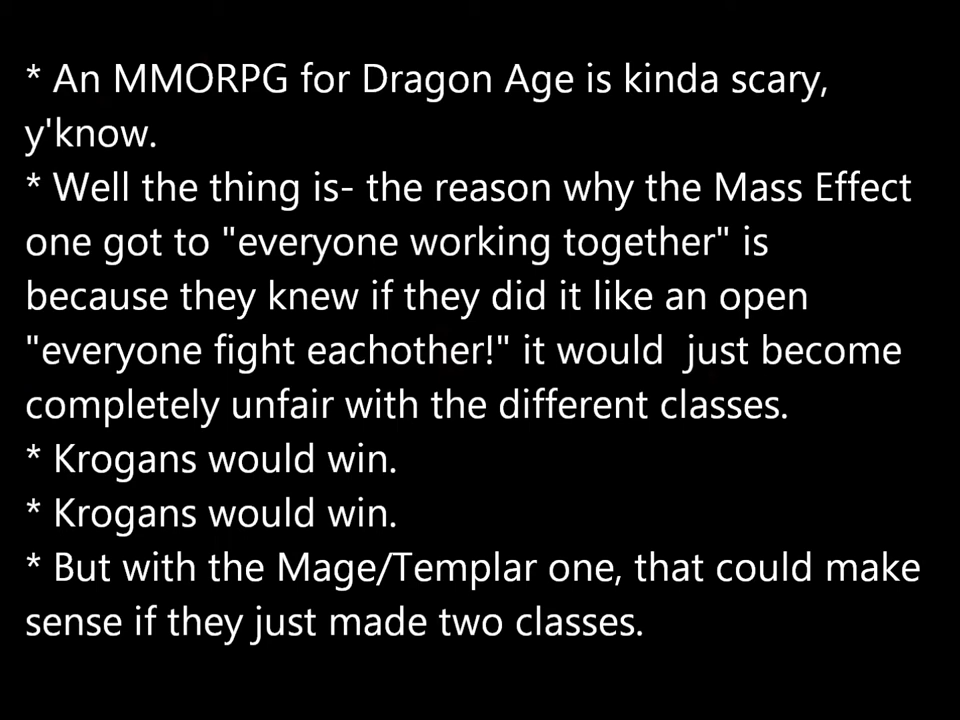 * An MMORPG for Dragon Age is kinda scary,
y'know.
* Well the thing is- the reason why the Mass Effect
one got to "everyone working together" is
because they knew if they did it like an open
"everyone fight eachother!" it would  just become
completely unfair with the different classes.
* Krogans would win.
* Krogans would win.
* But with the Mage/Templar one, that could make
sense if they just made two classes.